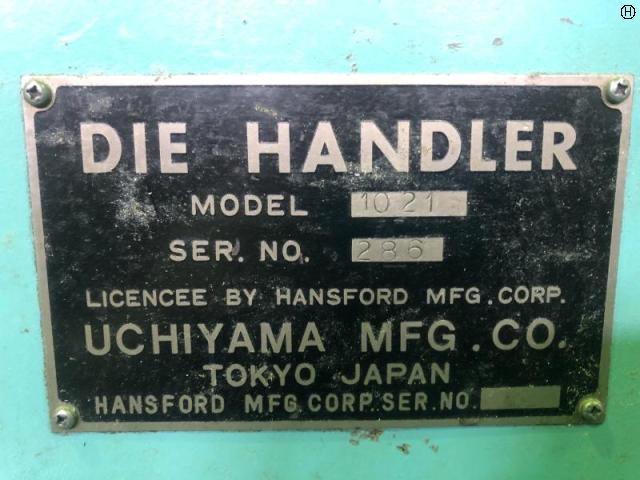 H
DIE HANDLER
MODEL 1021
SER. NO. 286
LICENCEE BY HANSFORD MFG. CORP.
UCHIYAMA MFG. CO.
TOKYO JAPAN
HANSFORD MFG CORP. SER. NO.